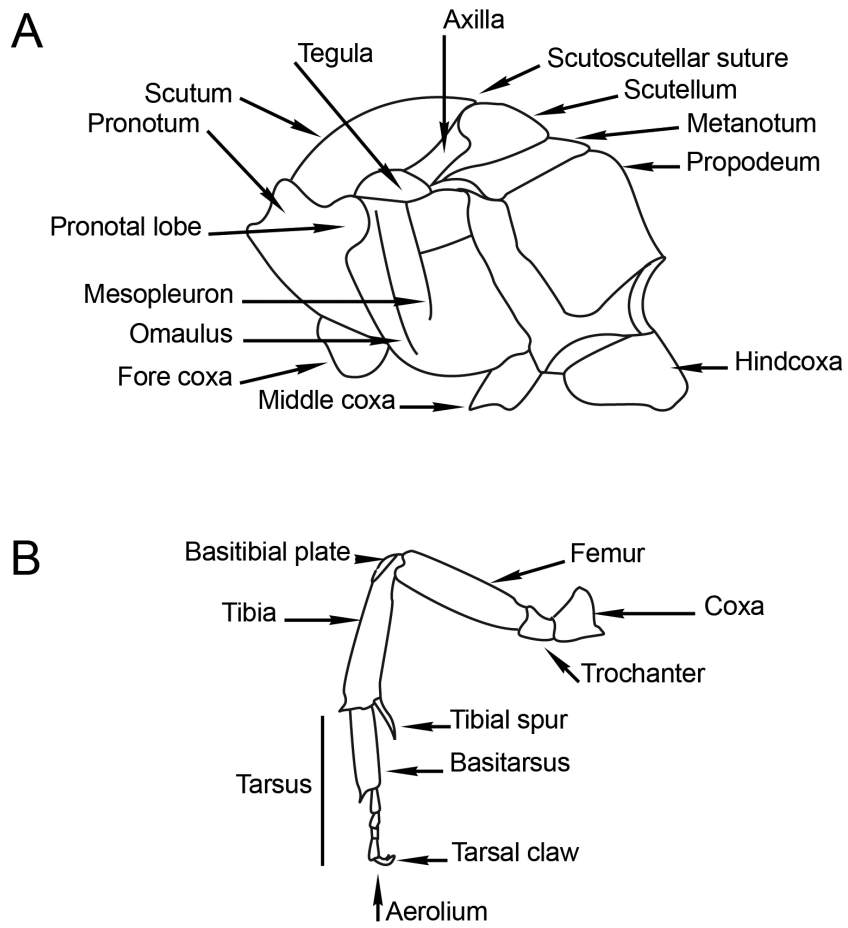 A
Axilla
Tegula
Scutoscutellar suture
Scutum
Scutellum
Pronotum
Metanotum
Propodeum
Pronotal lobe
Mesopleuron
Omaulus
Hindcoxa
Fore coxa
Middle coxa
B
Basitibial plate
Femur
Tibia
Coxa
Trochanter
Tibial spur
Basitarsus
Tarsus
Tarsal claw
Aerolium